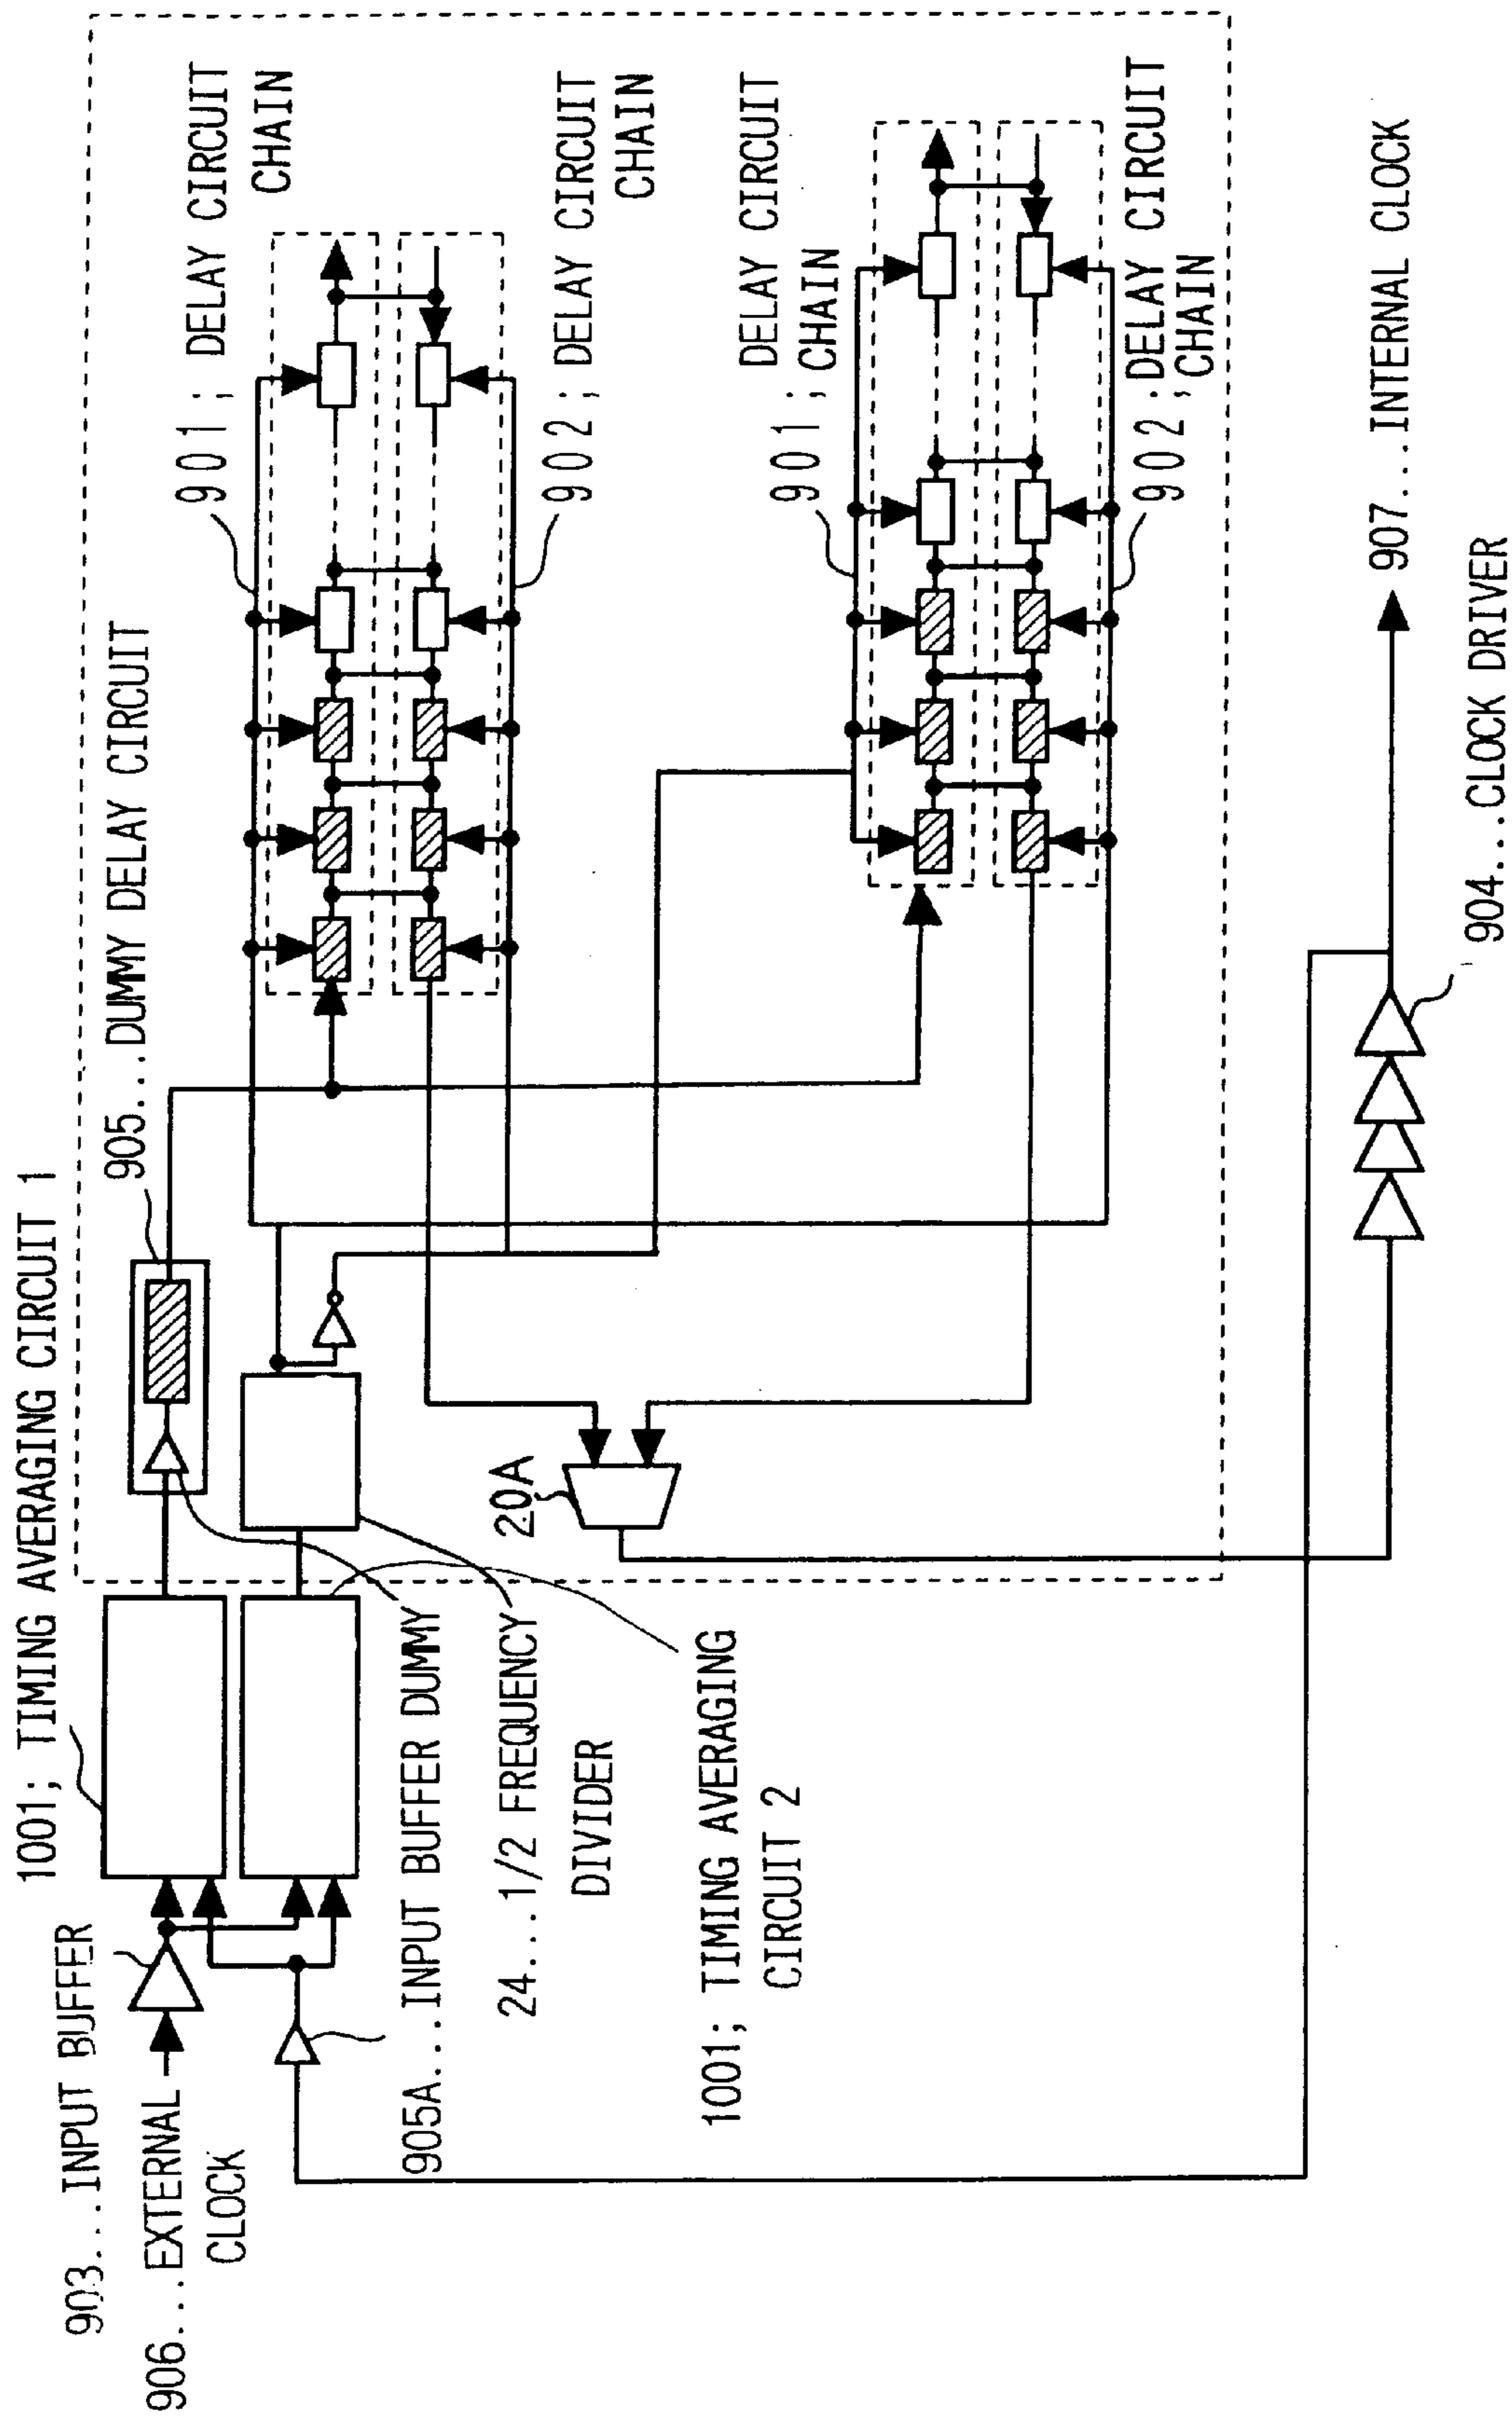 1001; TIMING AVERAGING CIRCUIT 1
903...INPUT BUFFER
906...EXTERNAL
CLOCK
905...DUMMY DELAY CIRCUIT
901; DELAY CIRCUIT
CHAIN
902; DELAY CIRCUIT
CHAIN
905A...INPUT BUFFER DUMMY
24...1/2 FREQUENCY
DIVIDER
20A
1001; TIMING AVERAGING
CIRCUIT 2
901; DELAY CIRCUIT
CHAIN
902; DELAY CIRCUIT
CHAIN
907...INTERNAL CLOCK
904...CLOCK DRIVER